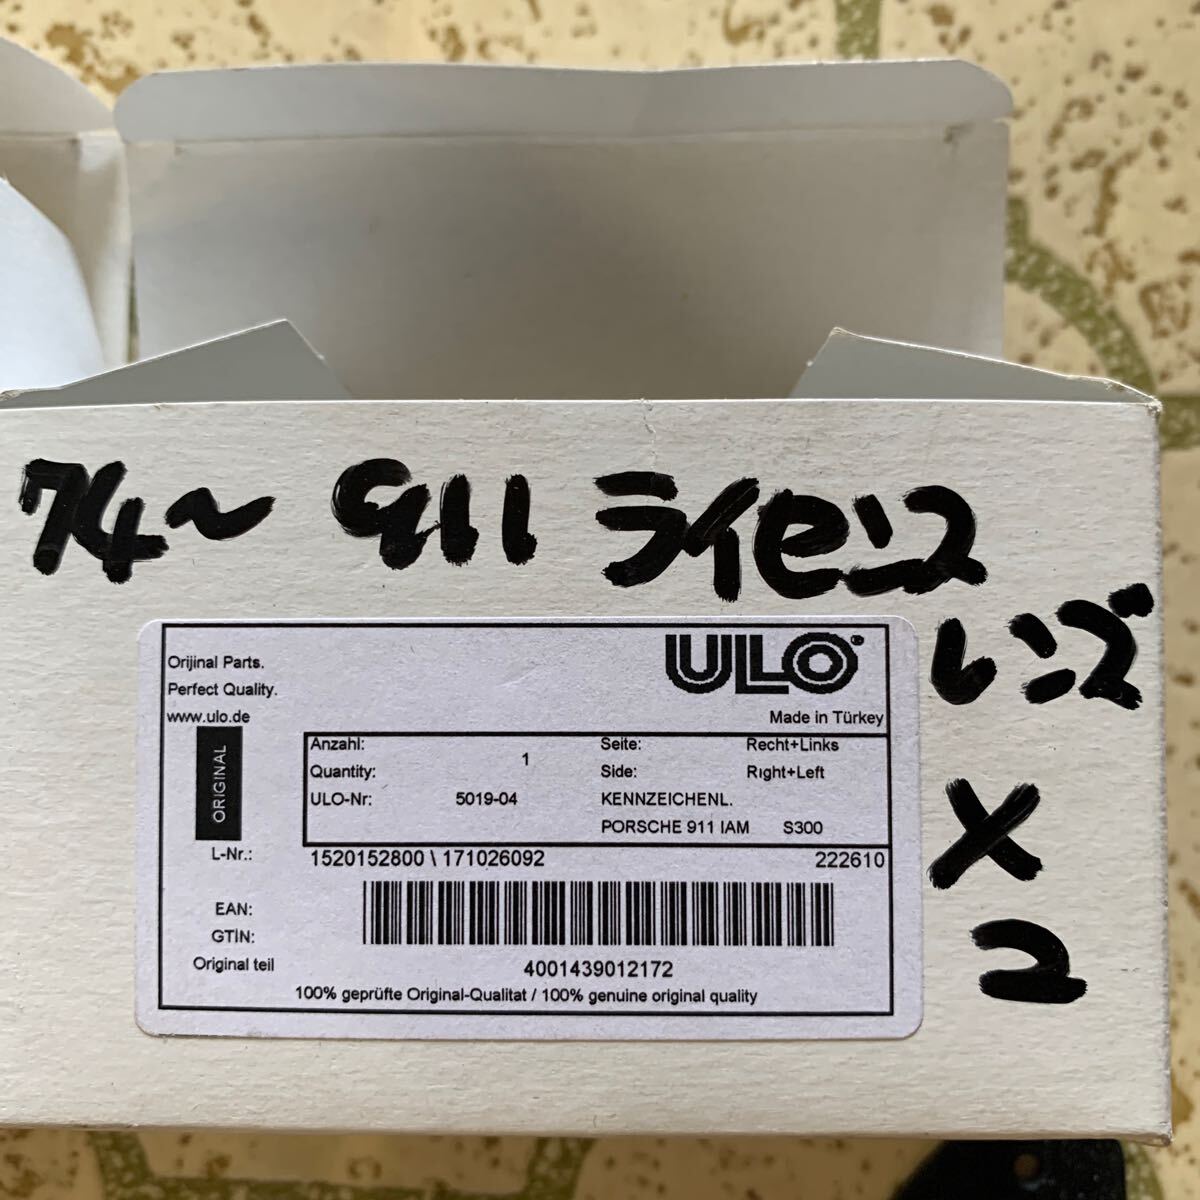 74〜 911 ライセンス
レンズ
×
2
Orijinal Parts.
Perfect Quality.
www.ulo.de
ULO®
Made in Türkey
ORIGINAL
Anzahl: Seite: Recht+Links
Quantity: 1 Side: Right+Left
ULO-Nr: 5019-04 KENNZEICHENL.
PORSCHE 911 IAM S300
L-Nr.: 1520152800 \ 171026092 222610
EAN:
GTİN:
Original teil 4001439012172
100% geprüfte Original-Qualitat / 100% genuine original quality